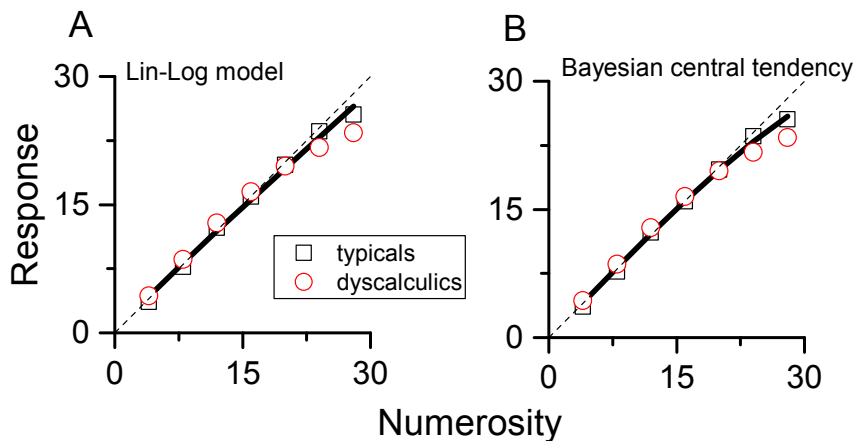 A
B
Lin-Log model
Bayesian central tendency
30
30
Response
15
15
typicals
dyscalculics
0
0
0
15
30
0
15
30
Numerosity